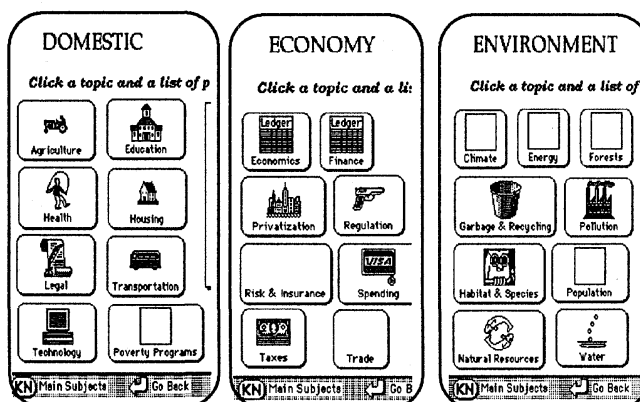 DOMESTIC
Click a topic and a list of p
Agriculture
Education
Health
Housing
Legal
Transportation
Technology
Poverty Programs
KN Main Subjects
Go Back
ECONOMY
Click a topic and a li
Ledger
Economics
Ledger
Finance
Privatization
Regulation
Risk & Insurance
VISA
Spending
Taxes
Trade
KN Main Subjects
Go B
ENVIRONMENT
Click a topic and a list of
Climate
Energy
Forests
Garbage & Recycling
Pollution
Habitat & Species
Population
Natural Resources
Water
KN Main Subjects
Go Back